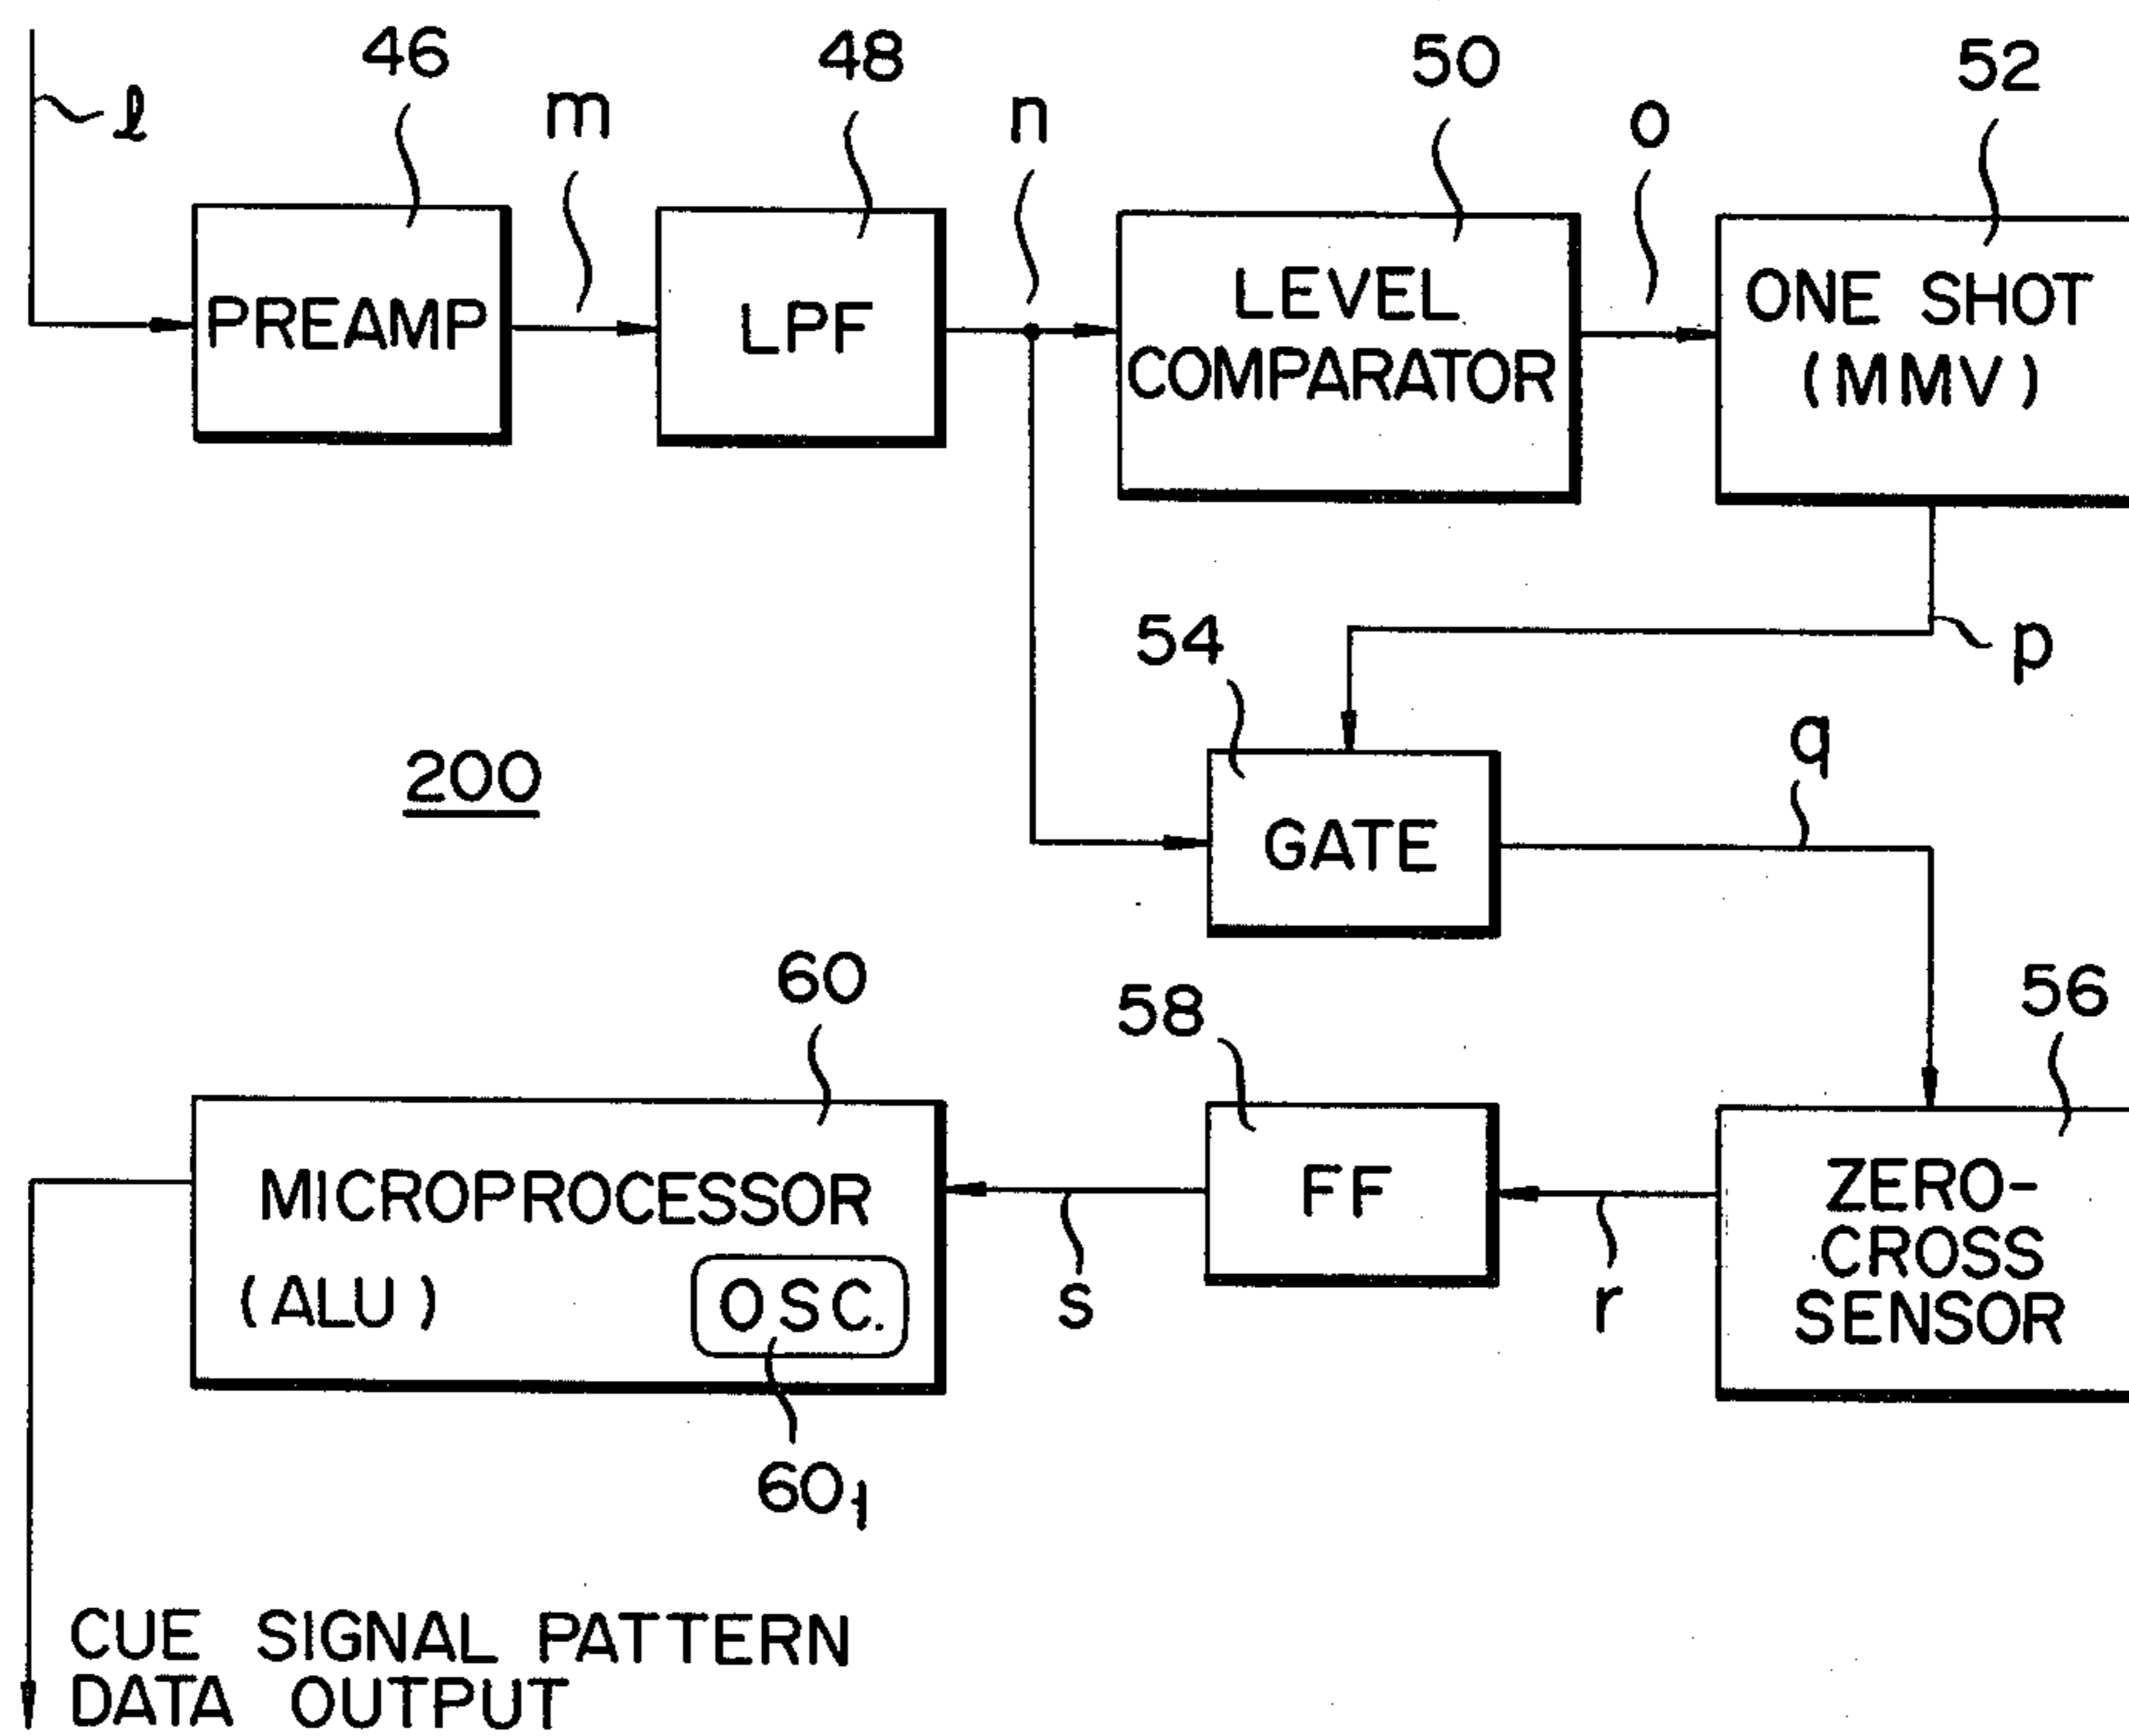 46
48
50
52
l
m
n
o
PREAMP
LPF
LEVEL
COMPARATOR
ONE SHOT
(MMV)
54
p
200
q
GATE
60
58
56
MICROPROCESSOR
(ALU)
OSC.
FF
ZERO-
CROSS
SENSOR
s
r
60₁
CUE SIGNAL PATTERN
DATA OUTPUT